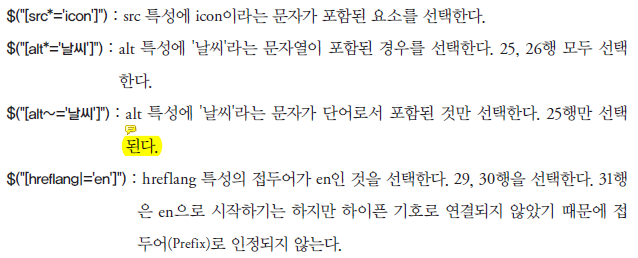 $("[src*='icon']") : src 특성에 icon이라는 문자가 포함된 요소를 선택한다.
$("[alt*='날씨']") : alt 특성에 '날씨'라는 문자열이 포함된 경우를 선택한다. 25, 26행 모두 선택
한다.
$("[alt～='날씨']") : alt 특성에 '날씨'라는 문자가 단어로서 포함된 것만 선택한다. 25행만 선택
된다.
$("[hreflang|='en']") : hreflang 특성의 접두어가 en인 것을 선택한다. 29, 30행을 선택한다. 31행
은 en으로 시작하기는 하지만 하이픈 기호로 연결되지 않았기 때문에 접
두어(Prefix)로 인정되지 않는다.